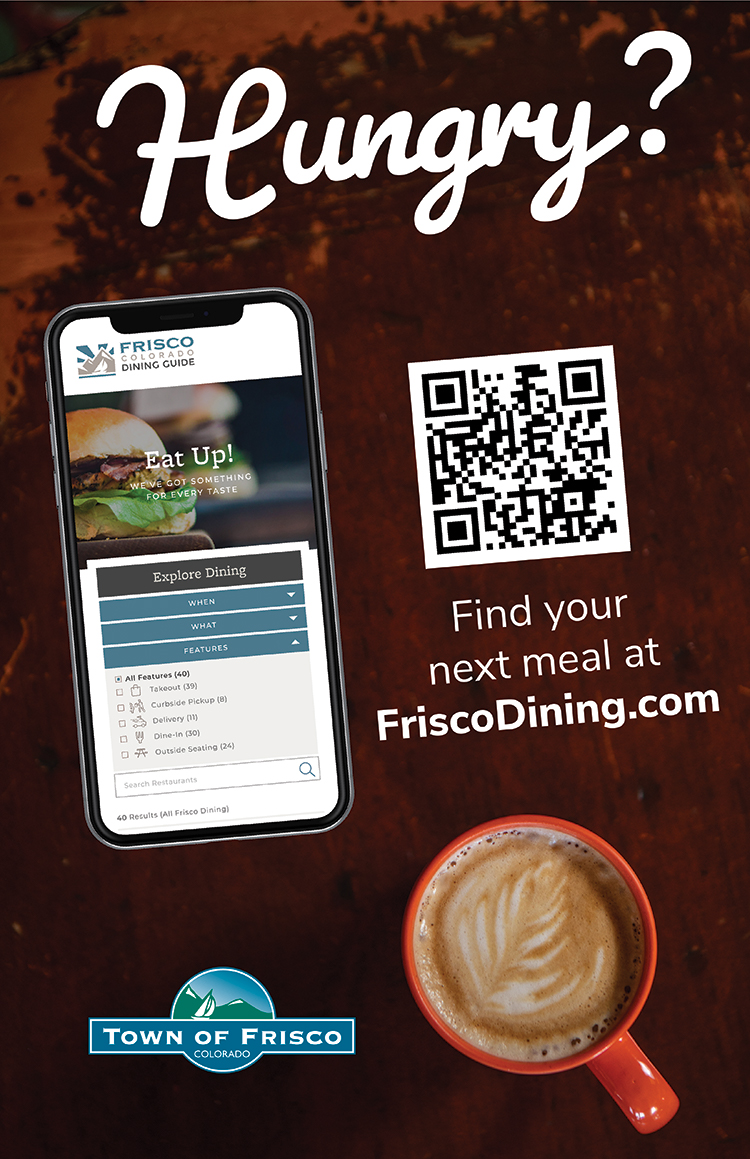 Hungry?
FRISCO
COLORADO
DINING GUIDE
Eat Up!
WE'VE GOT SOMETHING
FOR EVERY TASTE
Explore Dining
WHEN
WHAT
FEATURES
All Features (40)
Takeout (39)
Curbside Pickup (8)
Delivery (11)
Dine-In (30)
Outside Seating (24)
Search Restaurants
40 Results (All Frisco Dining)
Find your
next meal at
FriscoDining.com
TOWN OF FRISCO
COLORADO